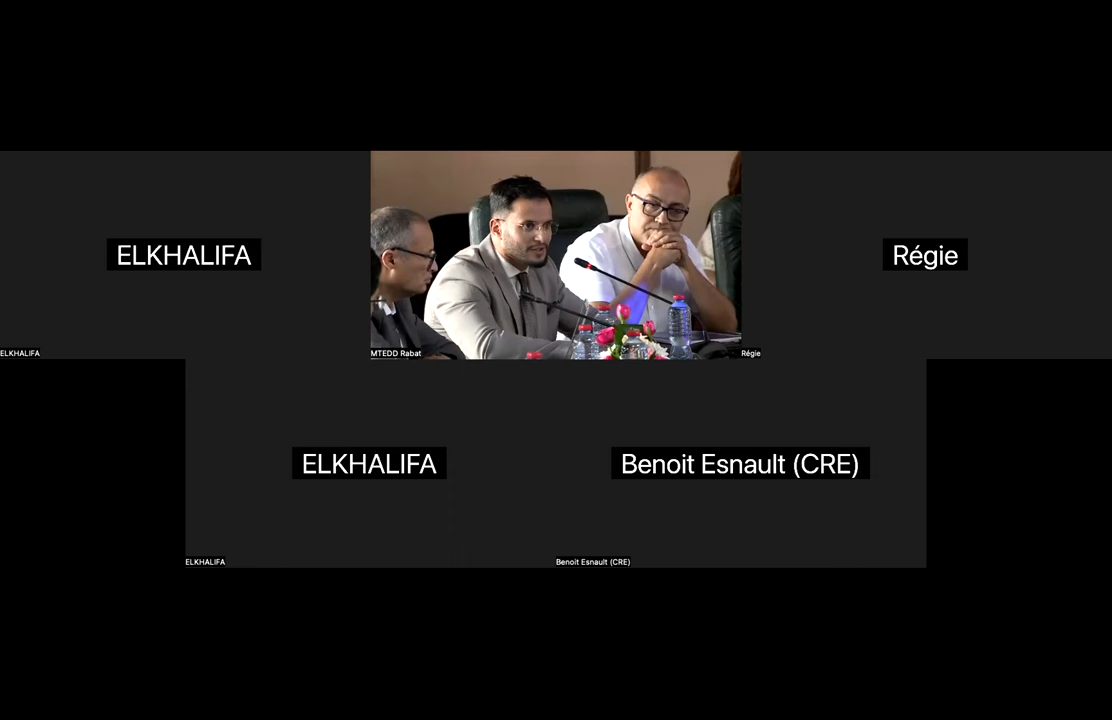 ELKHALIFA
Régie
ELKHALIFA
MTEDD Rabat
Régie
ELKHALIFA
Benoit Esnault (CRE)
ELKHALIFA
Benoit Esnault (CRE)